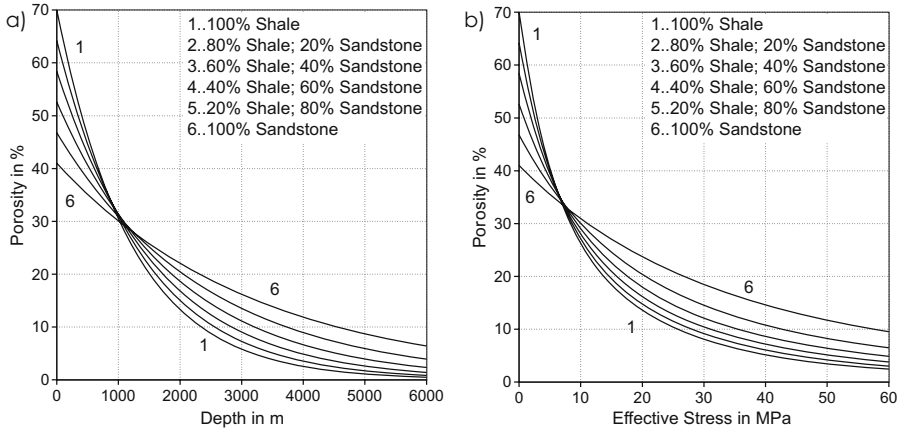 a)
70
60
50
40
30
20
10
0
Porosity in %
1
6
6
1
1..100% Shale
2..80% Shale; 20% Sandstone
3..60% Shale; 40% Sandstone
4..40% Shale; 60% Sandstone
5..20% Shale; 80% Sandstone
6..100% Sandstone
0 1000 2000 3000 4000 5000 6000
Depth in m
b)
70
60
50
40
30
20
10
0
Porosity in %
1
6
6
1
1..100% Shale
2..80% Shale; 20% Sandstone
3..60% Shale; 40% Sandstone
4..40% Shale; 60% Sandstone
5..20% Shale; 80% Sandstone
6..100% Sandstone
0 10 20 30 40 50 60
Effective Stress in MPa